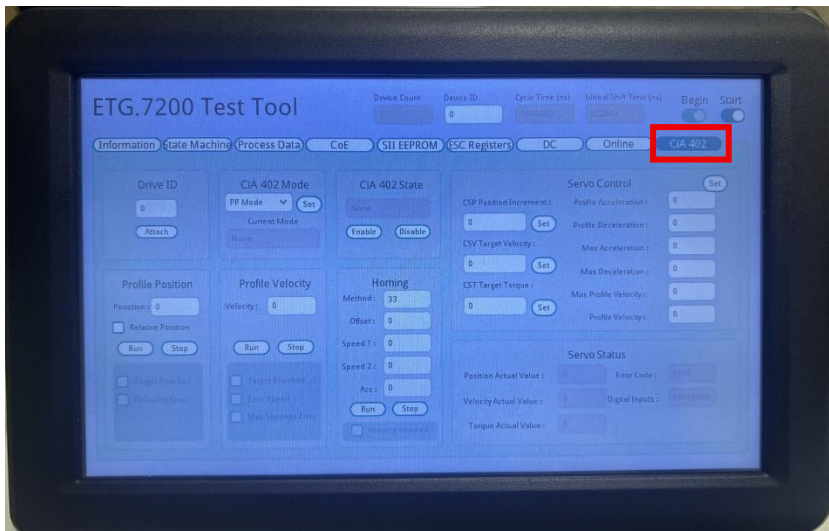 ETG.7200 Test Tool
Device Count
Device ID
0
Cycle Time (ns)
1000000
Global Shift Time (ns)
Begin
Start
Information
State Machine
Process Data
CoE
SII EEPROM
ESC Registers
DC
Online
CiA 402
Drive ID
0
Attach
CiA 402 Mode
PP Mode
Set
Current Mode
None
CiA 402 State
None
Enable
Disable
Servo Control
Set
CSP Position Increment :
0
Set
CSV Target Velocity :
0
Set
CST Target Torque :
0
Set
Profile Acceleration :
0
Profile Deceleration :
0
Max Acceleration :
0
Max Deceleration :
0
Max Profile Velocity :
0
Profile Velocity :
0
Profile Position
Position : 0
Relative Position
Run
Stop
Target Reached
Following Error
Profile Velocity
Velocity : 0
Run
Stop
Target Reached
Zero Speed
Max Slippage Error
Homing
Method : 33
Offset : 0
Speed 1 : 0
Speed 2 : 0
Acc : 0
Run
Stop
Homing Attained
Servo Status
Position Actual Value :
Error Code :
Velocity Actual Value :
Digital Inputs :
Torque Actual Value :